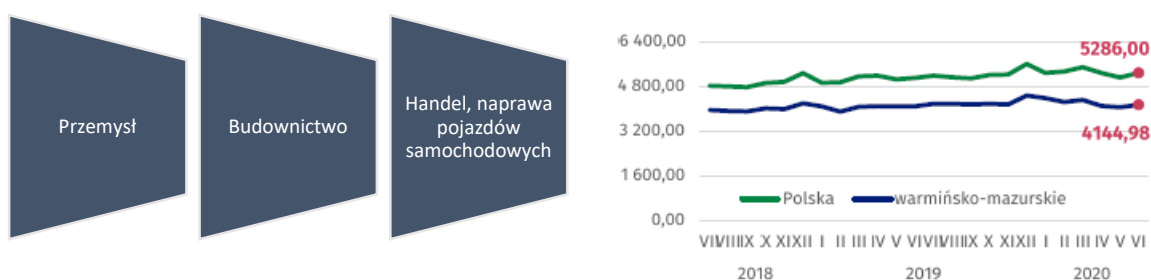 Przemysł
Budownictwo
Handel, naprawa
pojazdów
samochodowych
6 400,00
4 800,00
3 200,00
1 600,00
0,00
5286,00
4144,98
Polska
warmińsko-mazurskie
VII VIII IX X XI XII I II III IV V VI VII VIII IX X XI XII I II III IV V VI
2018
2019
2020